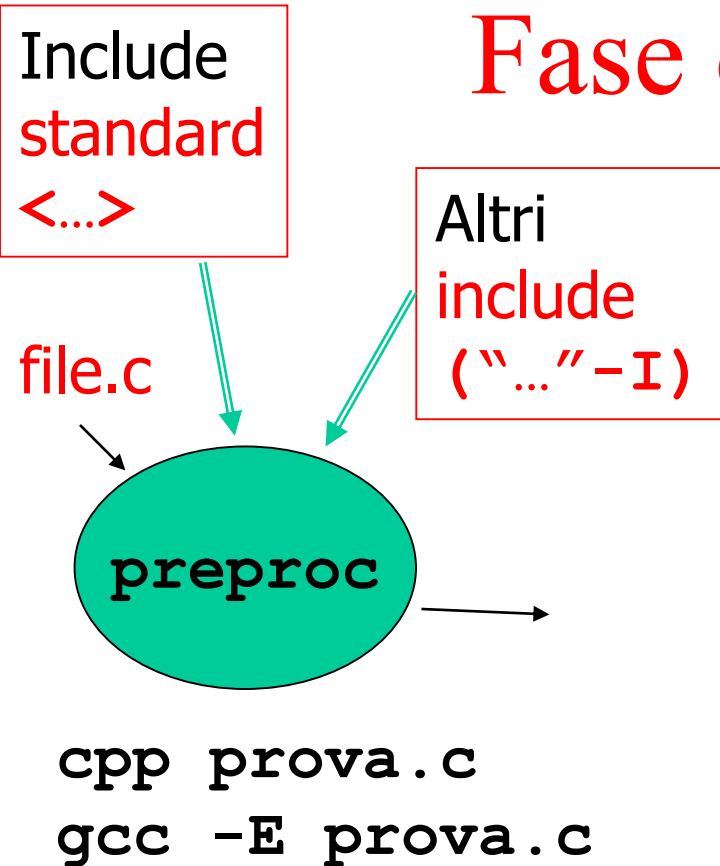 Include
standard
<…>
Fase
Altri
include
(“…”-I)
file.c
preproc
cpp prova.c
gcc -E prova.c